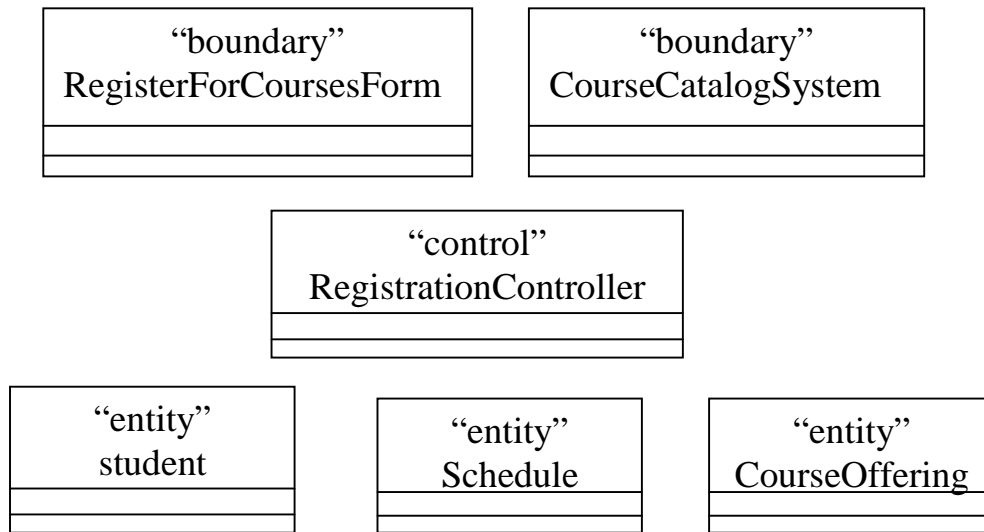 “boundary”
RegisterForCoursesForm
“boundary”
CourseCatalogSystem
“control”
RegistrationController
“entity”
student
“entity”
Schedule
“entity”
CourseOffering